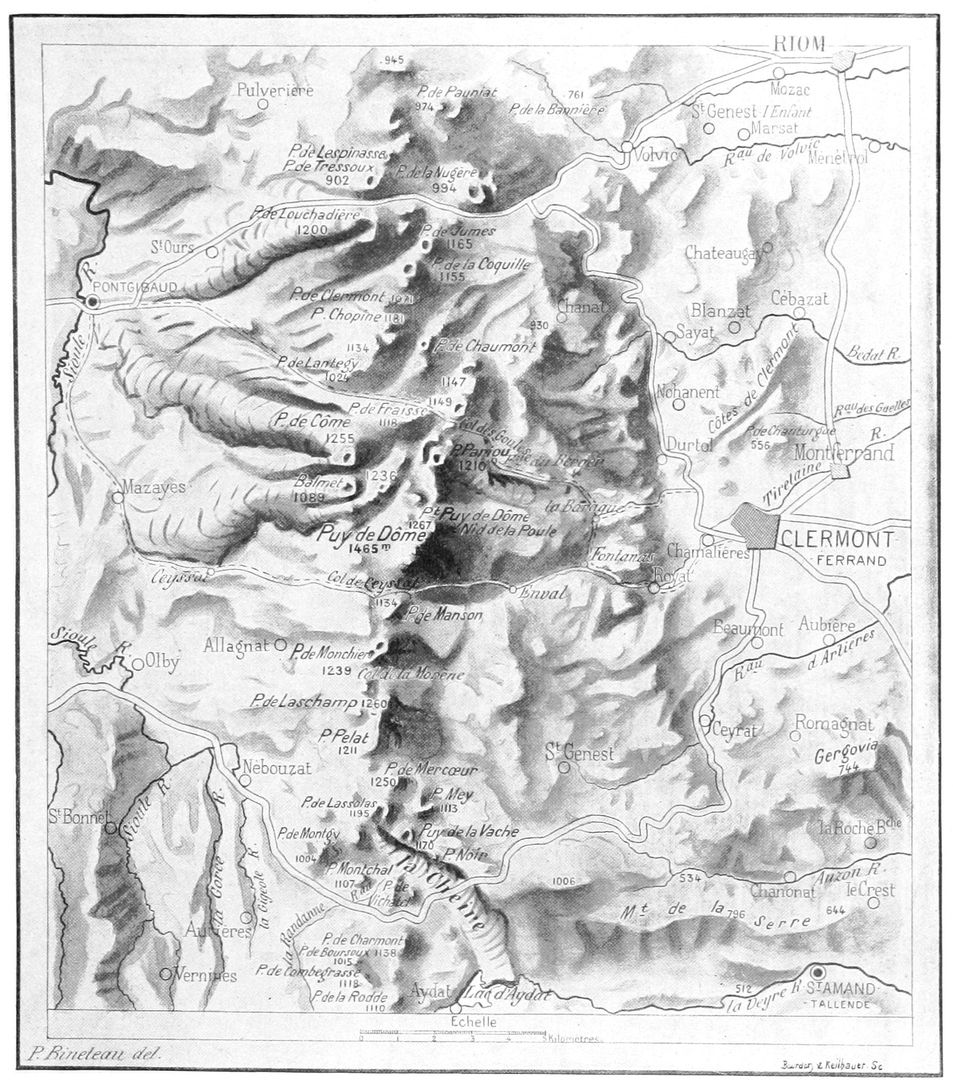 RIOM
945
Mozac
Pulverière
P. de Pauniat
974
761
P. de la Bannière
St Genest l'Enfant
Marsat
P. de Lespinasse
P. de Tressoux
902
P. de la Nugère
994
Volvic
Rau de Volvic
Ménétrol
P. de Louchadière
1200
P. de Jumes
1165
St Ours
P. de la Coquille
1155
Chateaugay
R.
PONTGIBAUD
P. de Clermont
P. Chopine 1181
Chanat
930
Blanzat
Cébazat
Sayat
Sioule
1134
P. de Chaumont
Bédat R.
P. de Lantegy
1024
1147
Nohanent
Côtes de Clermont
1149
P. de Fraisse
1118
P. de Côme
1255
Col des Goules
P. Pariou
1210
Durtol
P. de Chanturgue
556
Rau des Guelles
R.
Montferrand
Tiretaine
1236
Balmet
1089
Mazayes
la Baraque
Pt Puy de Dôme
1267
Nid de la Poule
Puy de Dôme
1465m
Fontanas
Chamalières
CLERMONT
-FERRAND
Ceyssat
Col de Ceyssat
1134
Enval
Royat
P. de Manson
Sioule
R.
Olby
Allagnat
P. de Monchier
1239
Col de la Morène
Beaumont
Aubière
Rau d'Artières
P. de Laschamp 1260
P. Pelat
1211
Ceyrat
Romagnat
St Genest
Gergovia
744
Nébouzat
P. de Mercœur
1250
P. de Lassolas
1195
P. Mey
1113
St Bonnet
Sioule R.
P. de Montgy
1004
Puy de la Vache
1170
P. Noir
la Roche Bche
la Gorce R.
la Gigeole R.
P. Montchal
1107
P. de Vichatel
la Cheire
1006
534
Auzon R.
Chanonat
le Crest
Mt de la Serre
796
644
Aurières
la Randanne Rau
P. de Charmont
1138
P. de Boursoux
1015
P. de Combegrasse
1118
P. de la Rodde
1110
Vernines
Aydat
Lac d'Aydat
512
la Veyre R.
St AMAND-
-TALLENDE
Echelle
0 1 2 3 4 5 Kilomètres
P. Bineteau del.